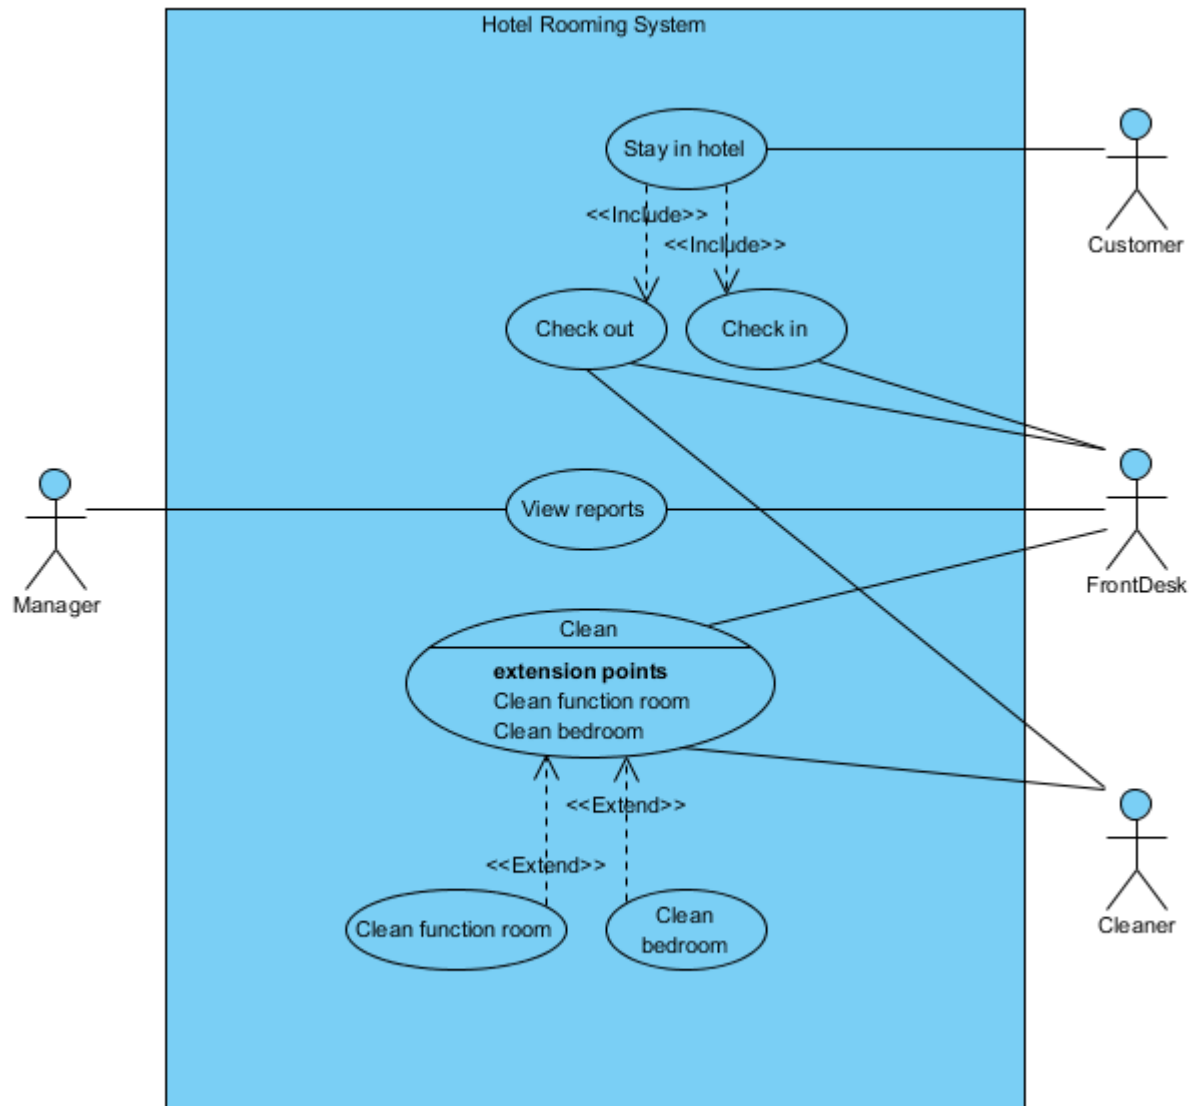 Hotel Rooming System
Stay in hotel
<<Include>>
<<Include>>
Customer
Check out
Check in
View reports
Manager
FrontDesk
Clean
extension points
Clean function room
Clean bedroom
<<Extend>>
<<Extend>>
Clean function room
Clean
bedroom
Cleaner